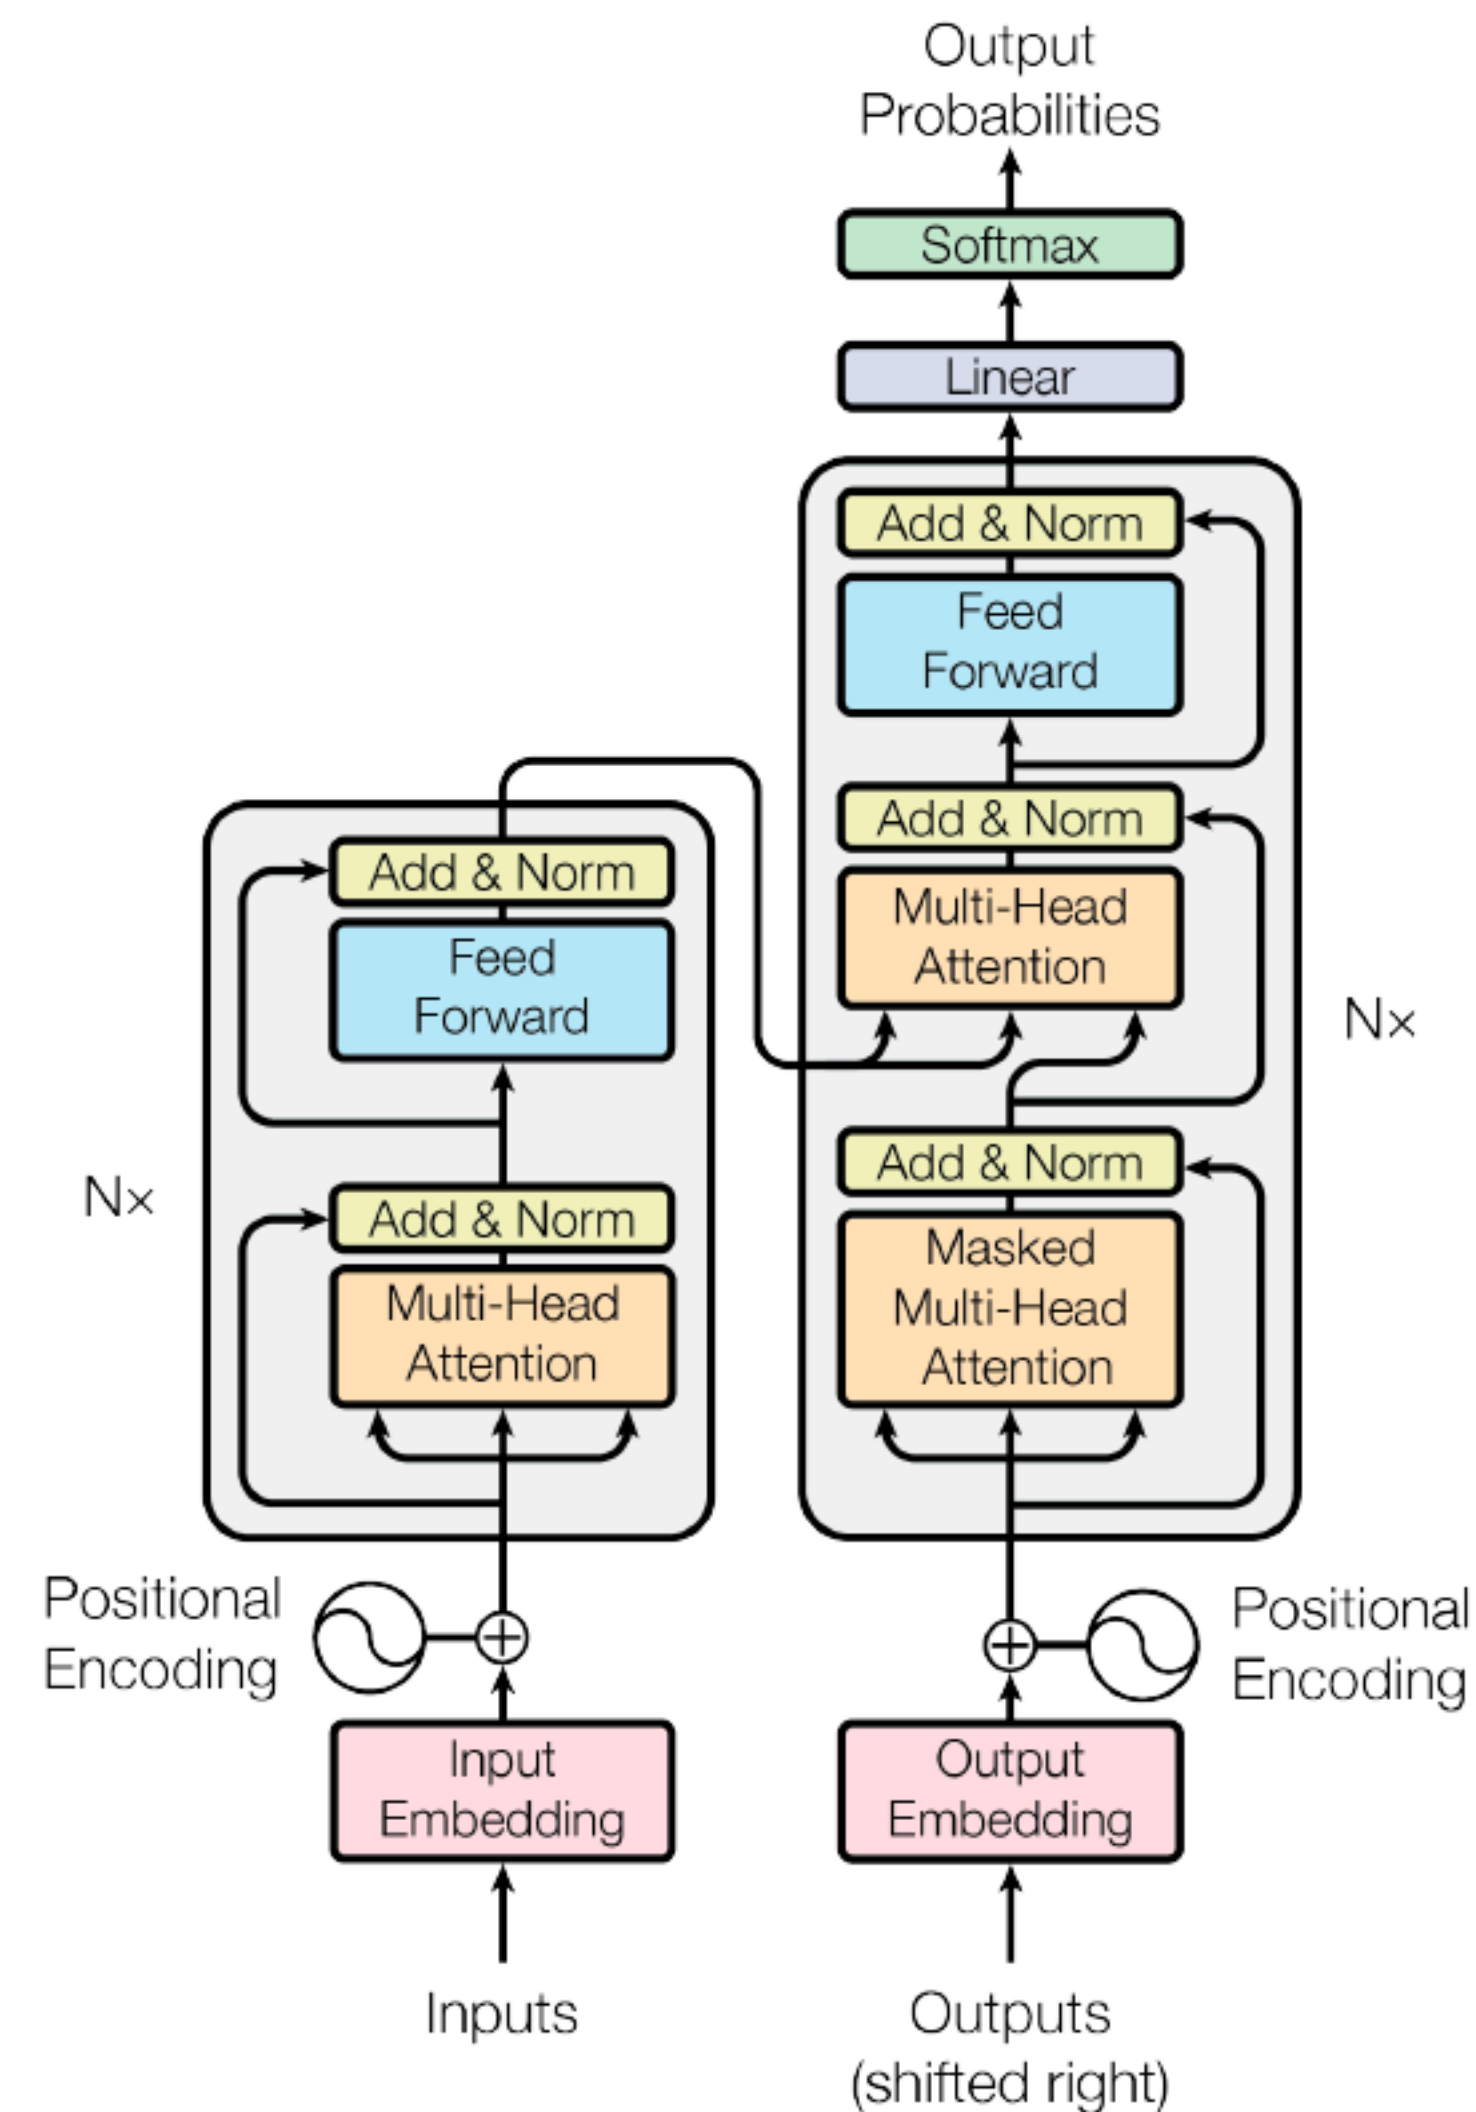 Output
Probabilities
Softmax
Linear
Add & Norm
Feed
Forward
Add & Norm
Multi-Head
Attention
Nx
Add & Norm
Masked
Multi-Head
Attention
Add & Norm
Feed
Forward
Nx
Add & Norm
Multi-Head
Attention
Positional
Encoding
Positional
Encoding
Input
Embedding
Output
Embedding
Inputs
Outputs
(shifted right)